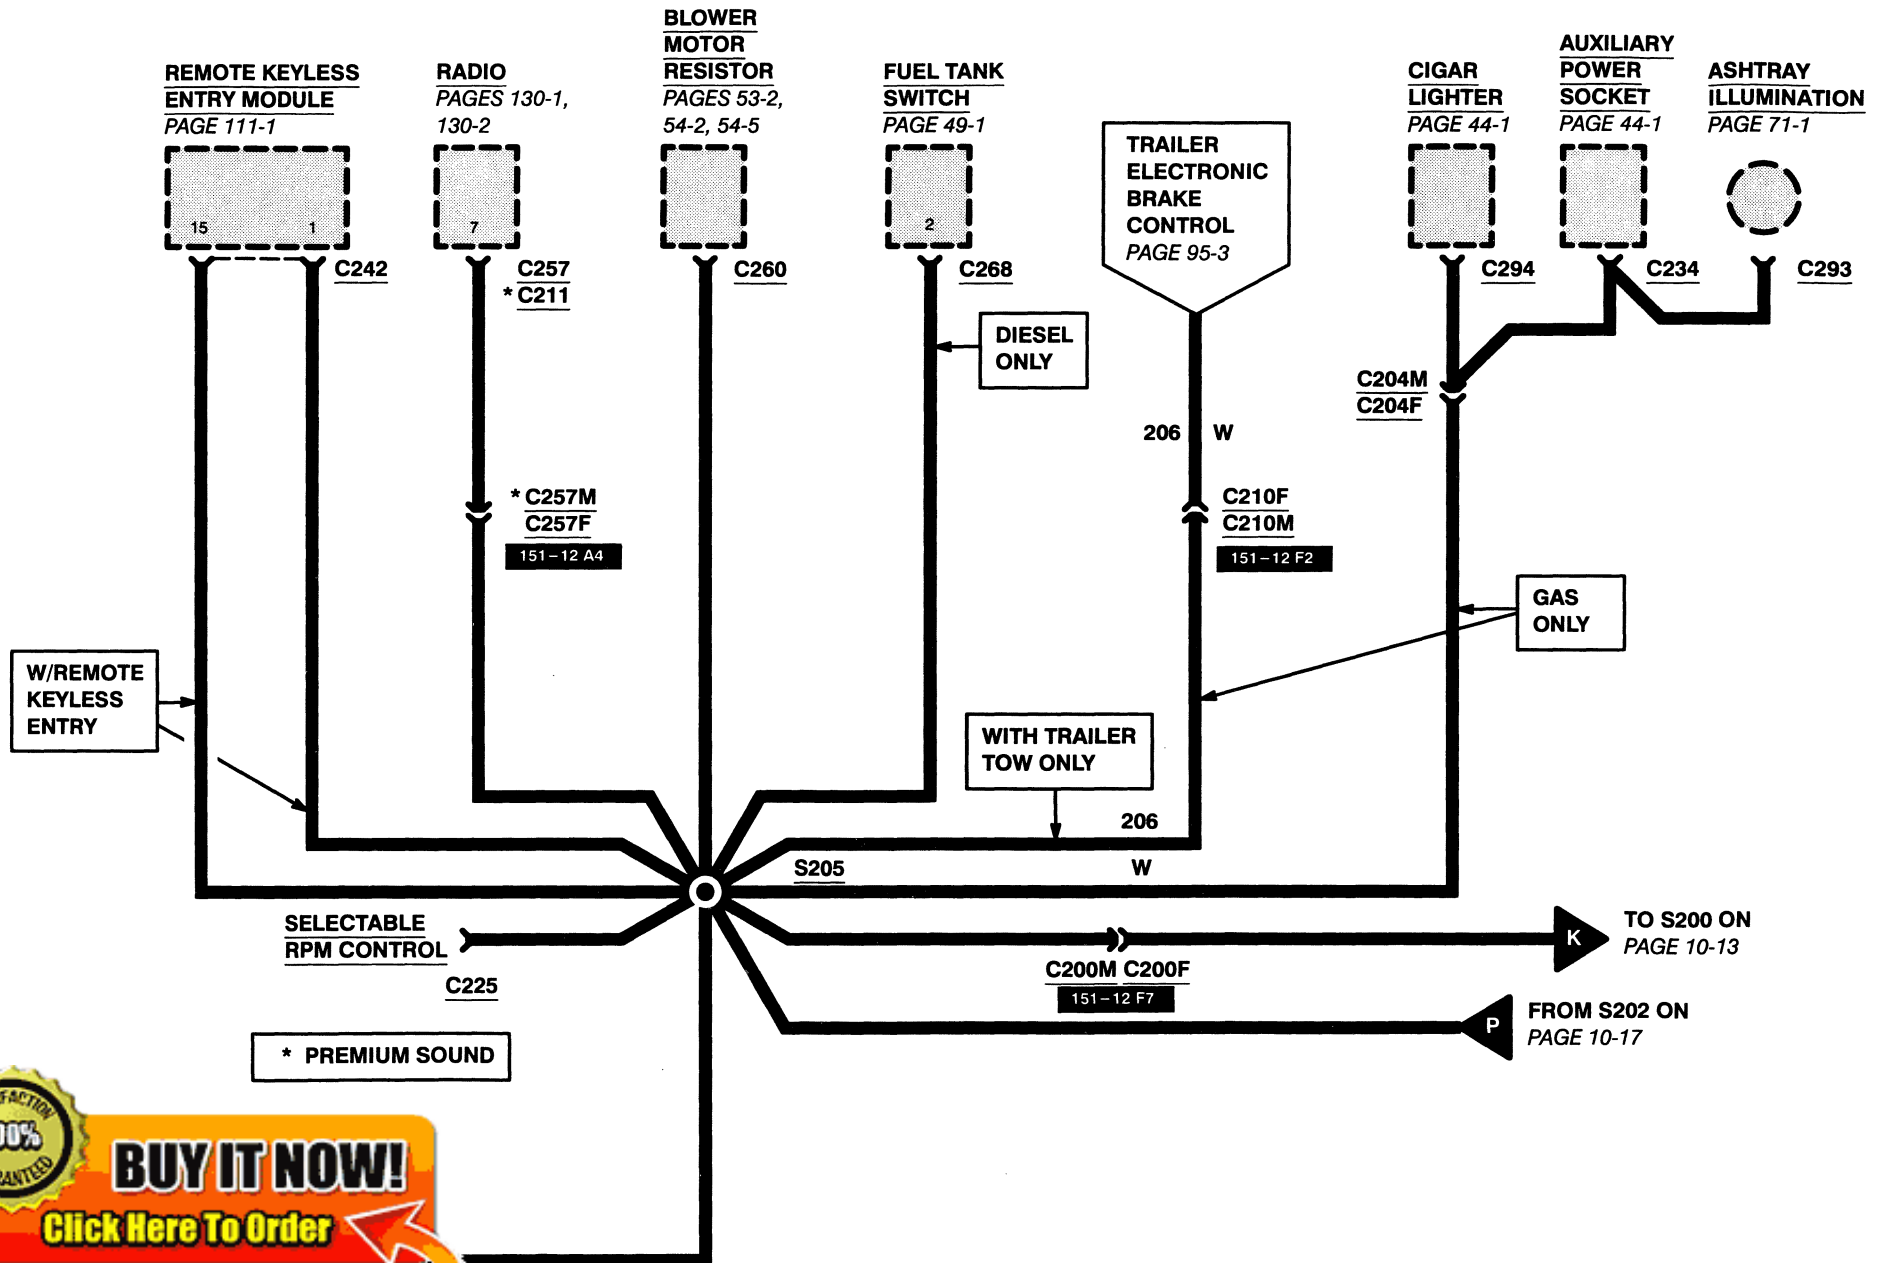 REMOTE KEYLESS
ENTRY MODULE
PAGE 111-1
15
1
C242
RADIO
PAGES 130-1,
130-2
7
C257
* C211
BLOWER
MOTOR
RESISTOR
PAGES 53-2,
54-2, 54-5
C260
FUEL TANK
SWITCH
PAGE 49-1
2
C268
TRAILER
ELECTRONIC
BRAKE
CONTROL
PAGE 95-3
CIGAR
LIGHTER
PAGE 44-1
C294
AUXILIARY
POWER
SOCKET
PAGE 44-1
C234
ASHTRAY
ILLUMINATION
PAGE 71-1
C293
DIESEL
ONLY
C204M
C204F
206 W
* C257M
C257F
151–12 A4
C210F
C210M
151–12 F2
GAS
ONLY
W/REMOTE
KEYLESS
ENTRY
WITH TRAILER
TOW ONLY
206
W
S205
SELECTABLE
RPM CONTROL
C225
K
TO S200 ON
PAGE 10-13
C200M C200F
151–12 F7
P
FROM S202 ON
PAGE 10-17
* PREMIUM SOUND
BUY IT NOW!
Click Here To Order